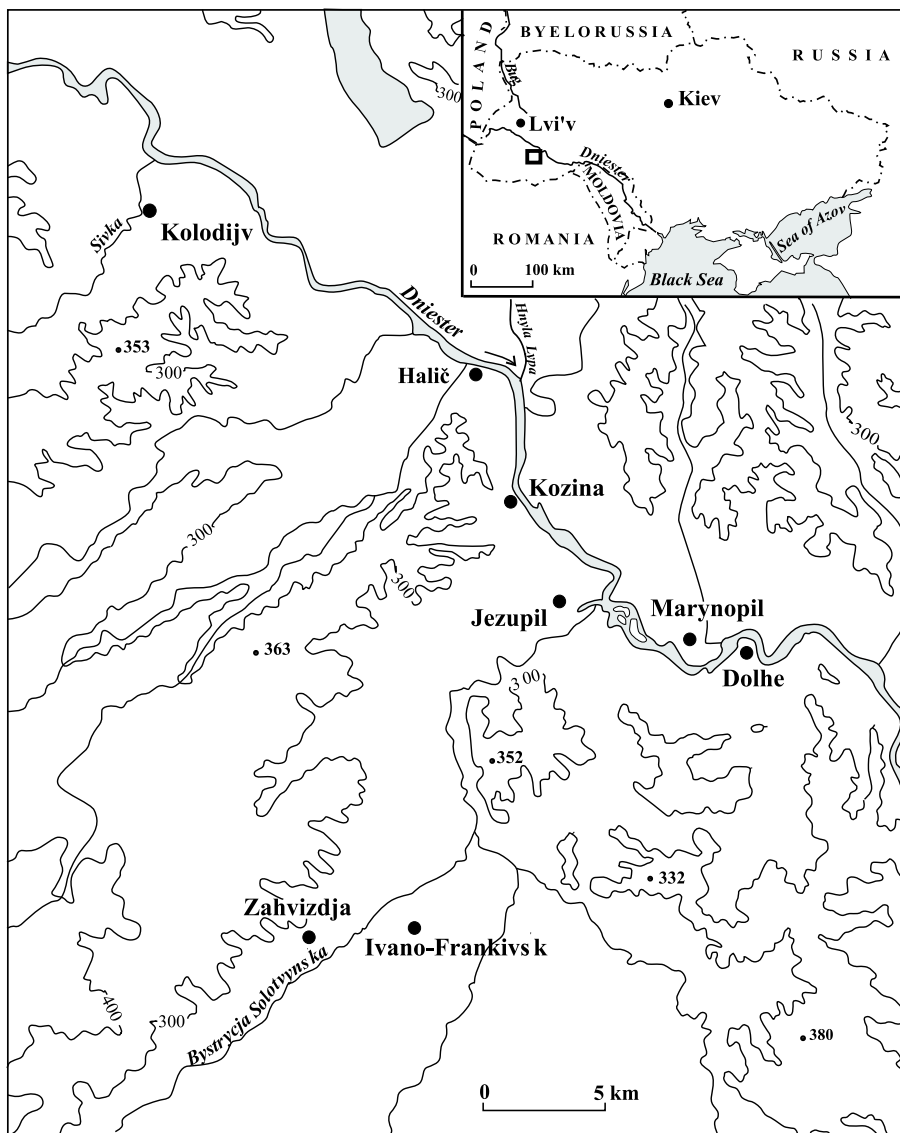 POLAND
BYELORUSSIA
RUSSIA
Bug
Kiev
Lvi'v
Dniester
MOLDOVIA
ROMANIA
Sea of Azov
Black Sea
0 100 km
300
Sivka
Kolodijv
Dniester
Hnyla Lypa
353
300
Halič
300
Kozina
300
300
Jezupil
Marynopil
363
Dolhe
300
352
332
Zahvizdja
Ivano-Frankivsk
Bystrycja Solotvynska
400
300
380
0 5 km